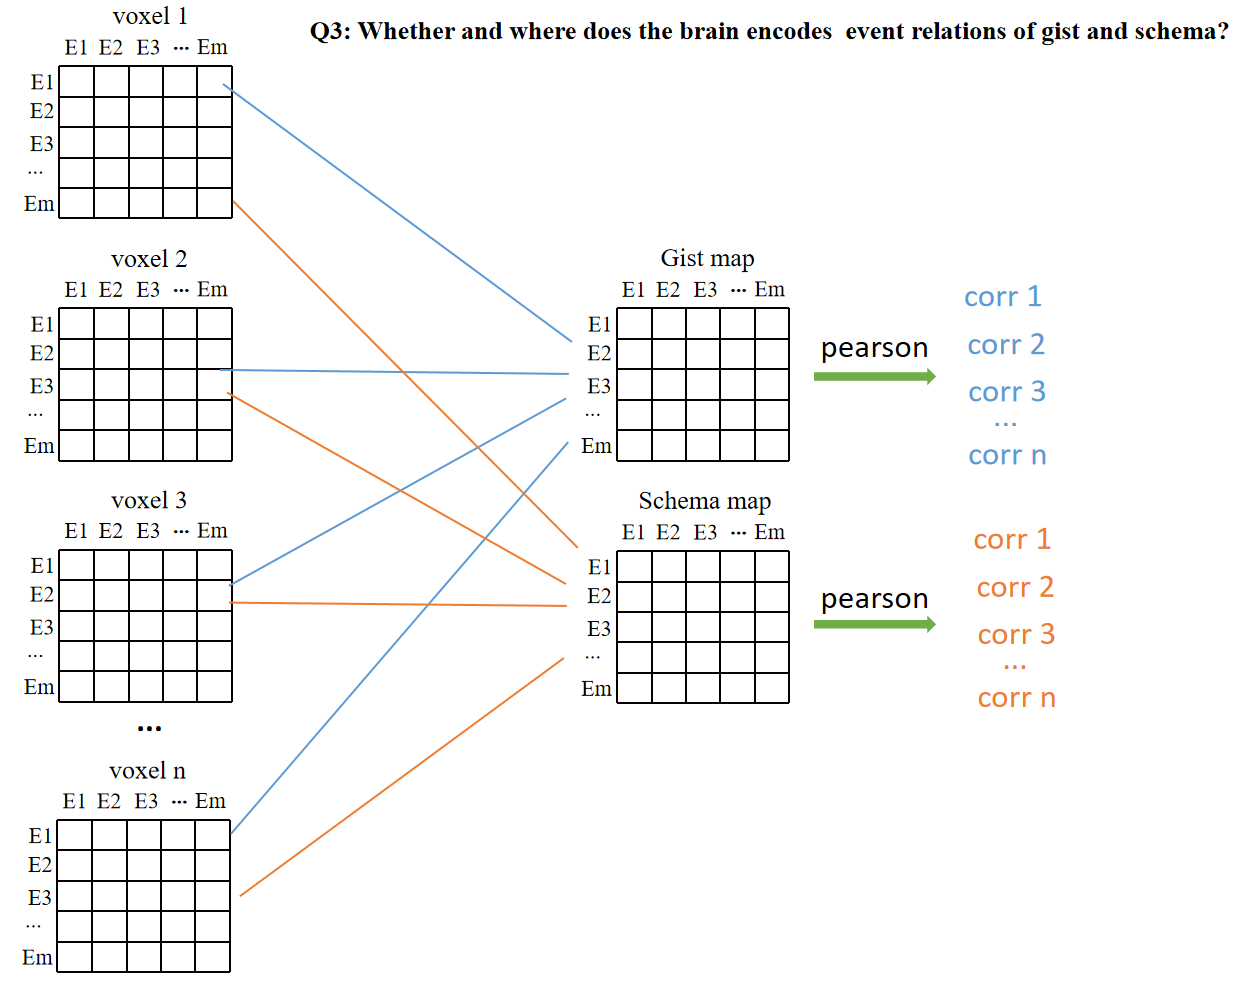 Q3: Whether and where does the brain encodes  event relations of gist and schema?
voxel 1
E1 E2 E3 ... Em
E1
E2
E3
...
Em
voxel 2
E1 E2 E3 ... Em
E1
E2
E3
...
Em
voxel 3
E1 E2 E3 ... Em
E1
E2
E3
...
Em
...
voxel n
E1 E2 E3 ... Em
E1
E2
E3
...
Em
Gist map
E1 E2 E3 ... Em
E1
E2
E3
...
Em
pearson
corr 1
corr 2
corr 3
...
corr n
Schema map
E1 E2 E3 ... Em
E1
E2
E3
...
Em
pearson
corr 1
corr 2
corr 3
...
corr n